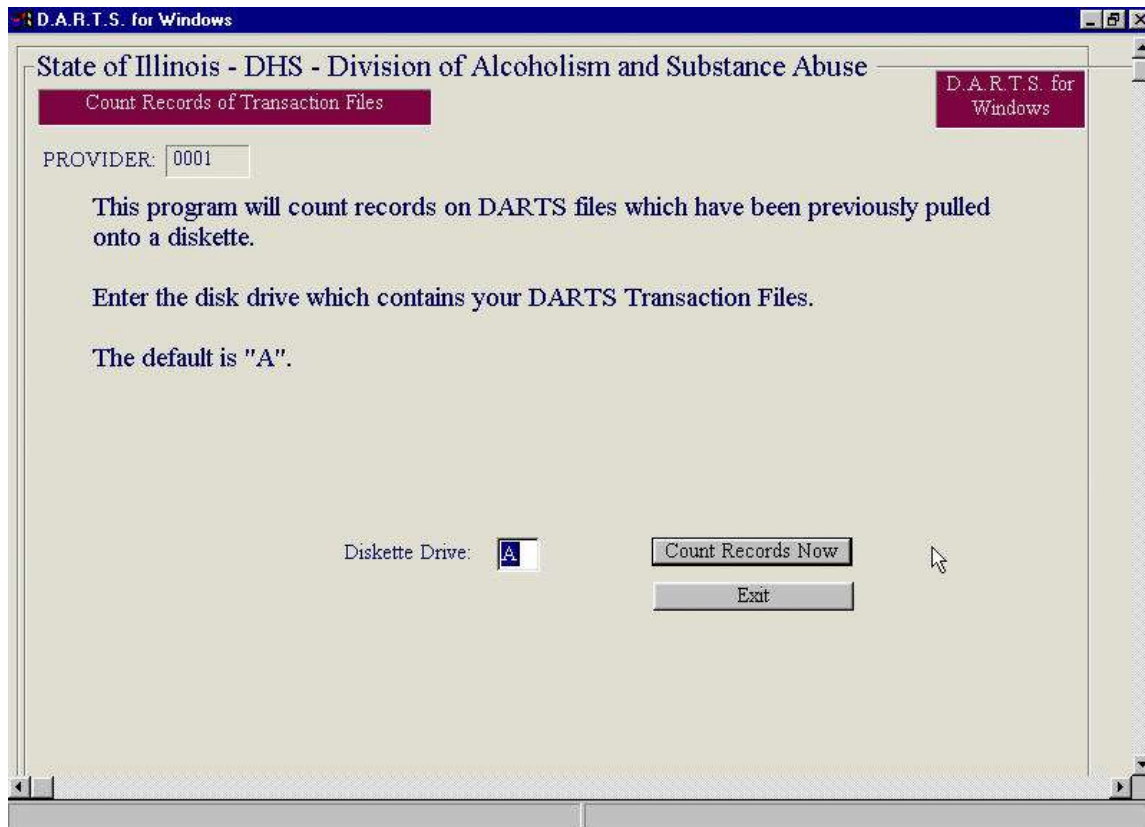 D.A.R.T.S. for Windows
State of Illinois - DHS - Division of Alcoholism and Substance Abuse
Count Records of Transaction Files
D.A.R.T.S. for
Windows
PROVIDER: 0001
This program will count records on DARTS files which have been previously pulled
onto a diskette.
Enter the disk drive which contains your DARTS Transaction Files.
The default is "A".
Diskette Drive: A Count Records Now
Exit